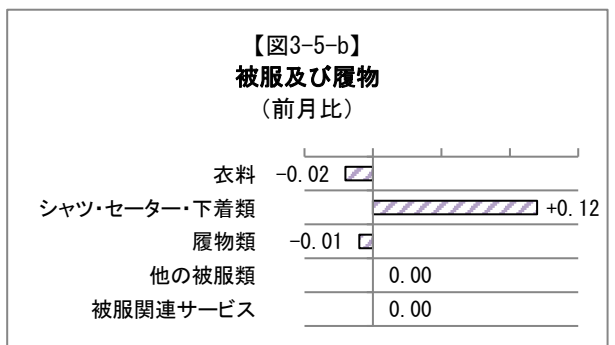 【図3-5-b】
被服及び履物
（前月比）
衣料 -0.02
シャツ・セーター・下着類 +0.12
履物類 -0.01
他の被服類 0.00
被服関連サービス 0.00